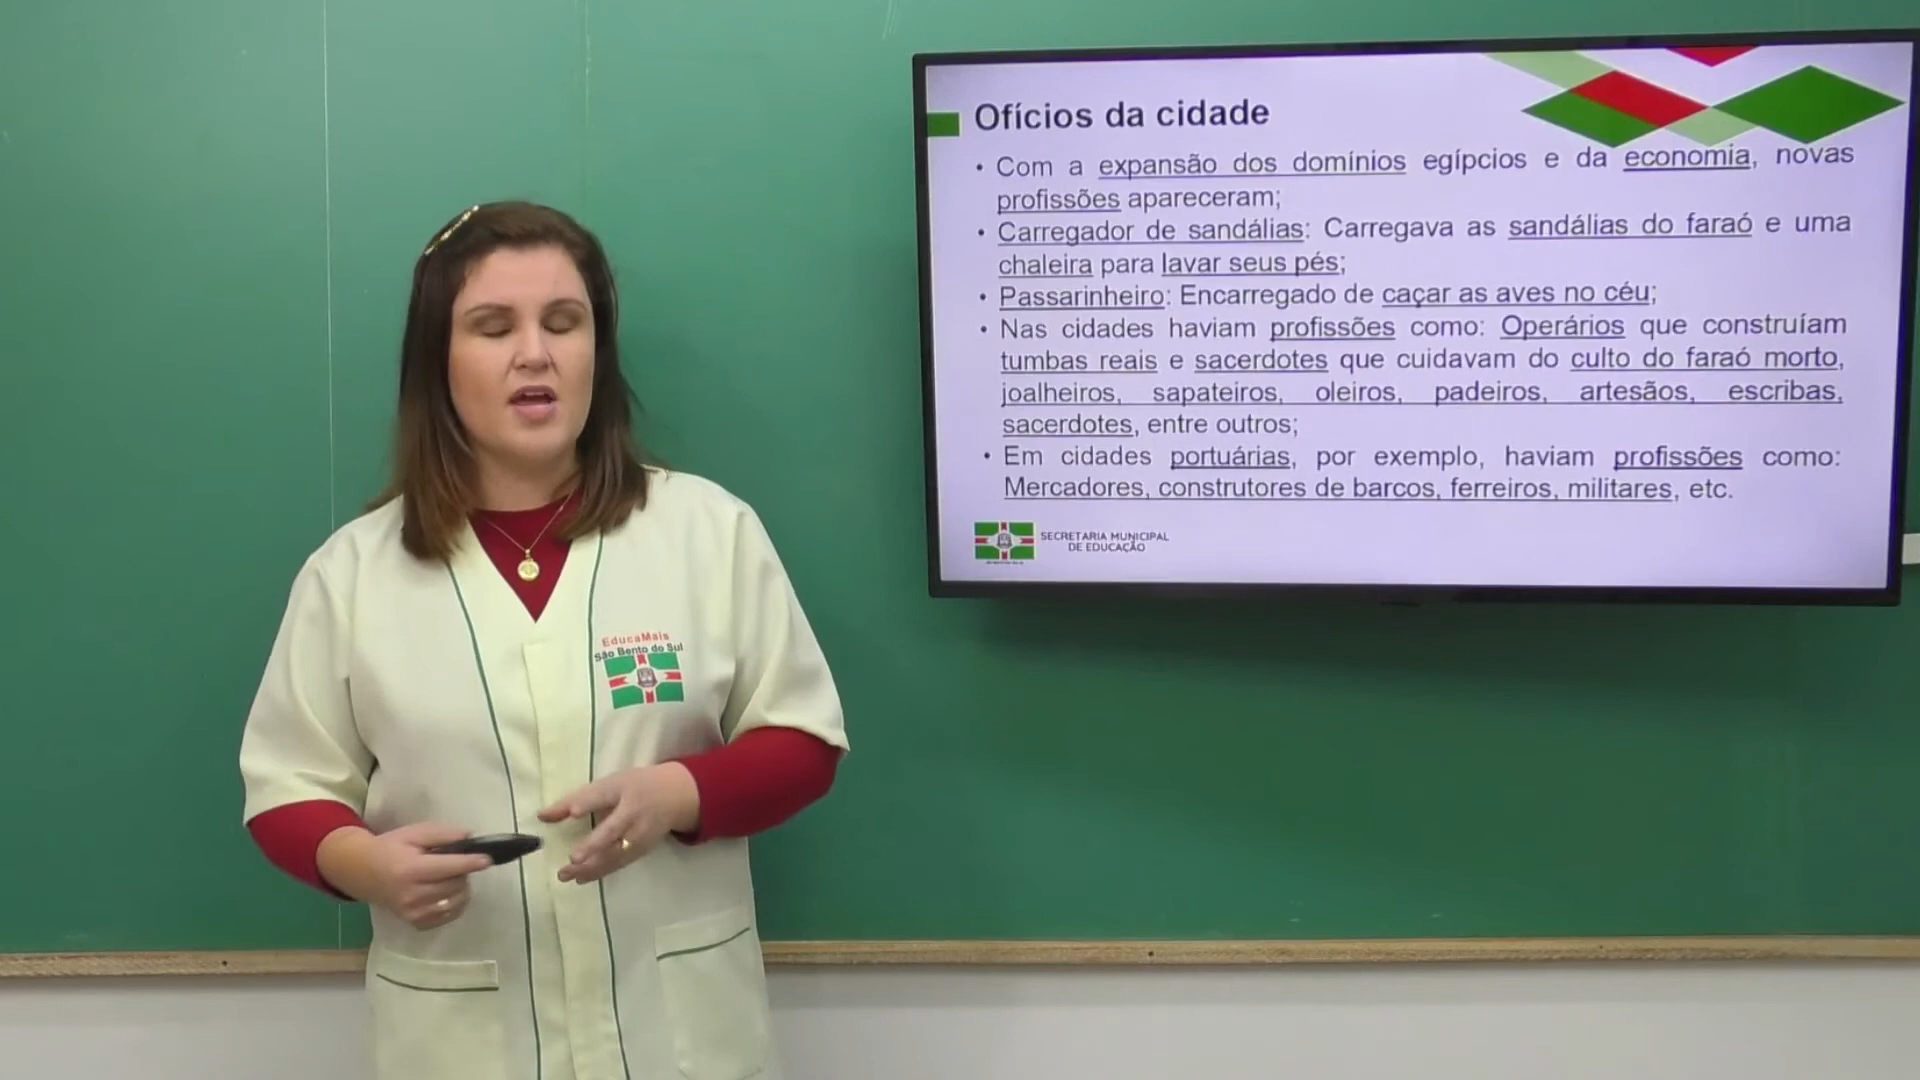 Ofícios da cidade
• Com a expansão dos domínios egípcios e da economia, novas
profissões apareceram;
• Carregador de sandálias: Carregava as sandálias do faraó e uma
chaleira para lavar seus pés;
• Passarinheiro: Encarregado de caçar as aves no céu;
• Nas cidades haviam profissões como: Operários que construíam
tumbas reais e sacerdotes que cuidavam do culto do faraó morto,
joalheiros, sapateiros, oleiros, padeiros, artesãos, escribas,
sacerdotes, entre outros;
• Em cidades portuárias, por exemplo, haviam profissões como:
Mercadores, construtores de barcos, ferreiros, militares, etc.
SECRETARIA MUNICIPAL
DE EDUCAÇÃO
EducaMais
São Bento do Sul